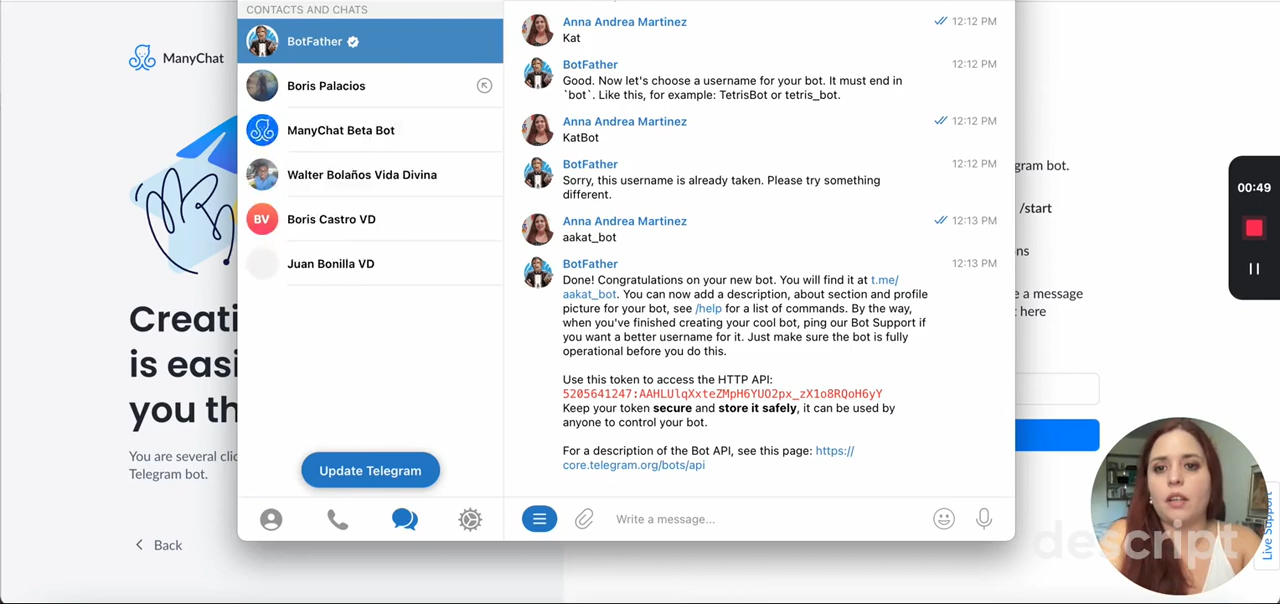 ManyChat
Creati
is easi
you th
You are several clic
Telegram bot.
Back
CONTACTS AND CHATS
BotFather
Boris Palacios
ManyChat Beta Bot
Walter Bolaños Vida Divina
BV
Boris Castro VD
Juan Bonilla VD
Update Telegram
Anna Andrea Martinez 12:12 PM
Kat
BotFather 12:12 PM
Good. Now let's choose a username for your bot. It must end in
`bot`. Like this, for example: TetrisBot or tetris_bot.
Anna Andrea Martinez 12:12 PM
KatBot
BotFather 12:12 PM
Sorry, this username is already taken. Please try something
different.
Anna Andrea Martinez 12:13 PM
aakat_bot
BotFather 12:13 PM
Done! Congratulations on your new bot. You will find it at t.me/
aakat_bot. You can now add a description, about section and profile
picture for your bot, see /help for a list of commands. By the way,
when you've finished creating your cool bot, ping our Bot Support if
you want a better username for it. Just make sure the bot is fully
operational before you do this.
Use this token to access the HTTP API:
5205641247:AAHLUlqXxteZMpH6YUO2px_zX1o8RQoH6yY
Keep your token secure and store it safely, it can be used by
anyone to control your bot.
For a description of the Bot API, see this page: https://
core.telegram.org/bots/api
Write a message...
gram bot.
/start
ns
e a message
here
00:49
Live Support
descript